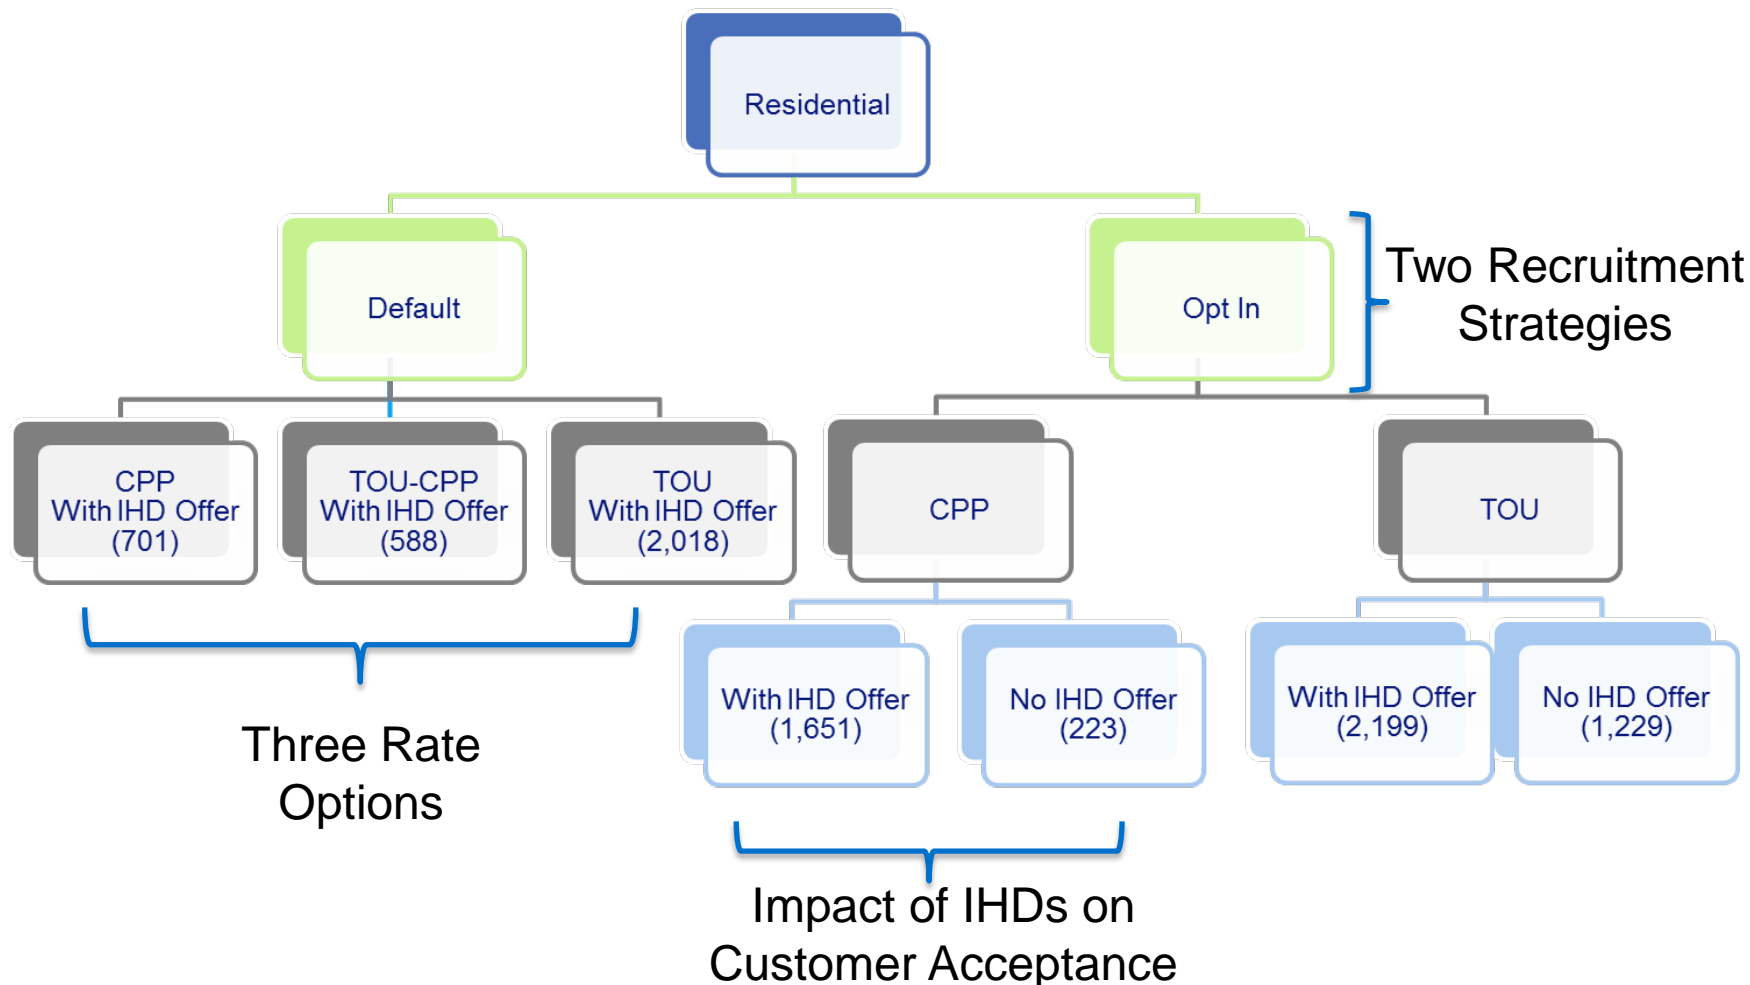 Residential
Default
Opt In
Two Recruitment
Strategies
CPP
With IHD Offer
(701)
TOU-CPP
With IHD Offer
(588)
TOU
With IHD Offer
(2,018)
CPP
TOU
With IHD Offer
(1,651)
No IHD Offer
(223)
With IHD Offer
(2,199)
No IHD Offer
(1,229)
Three Rate
Options
Impact of IHDs on
Customer Acceptance